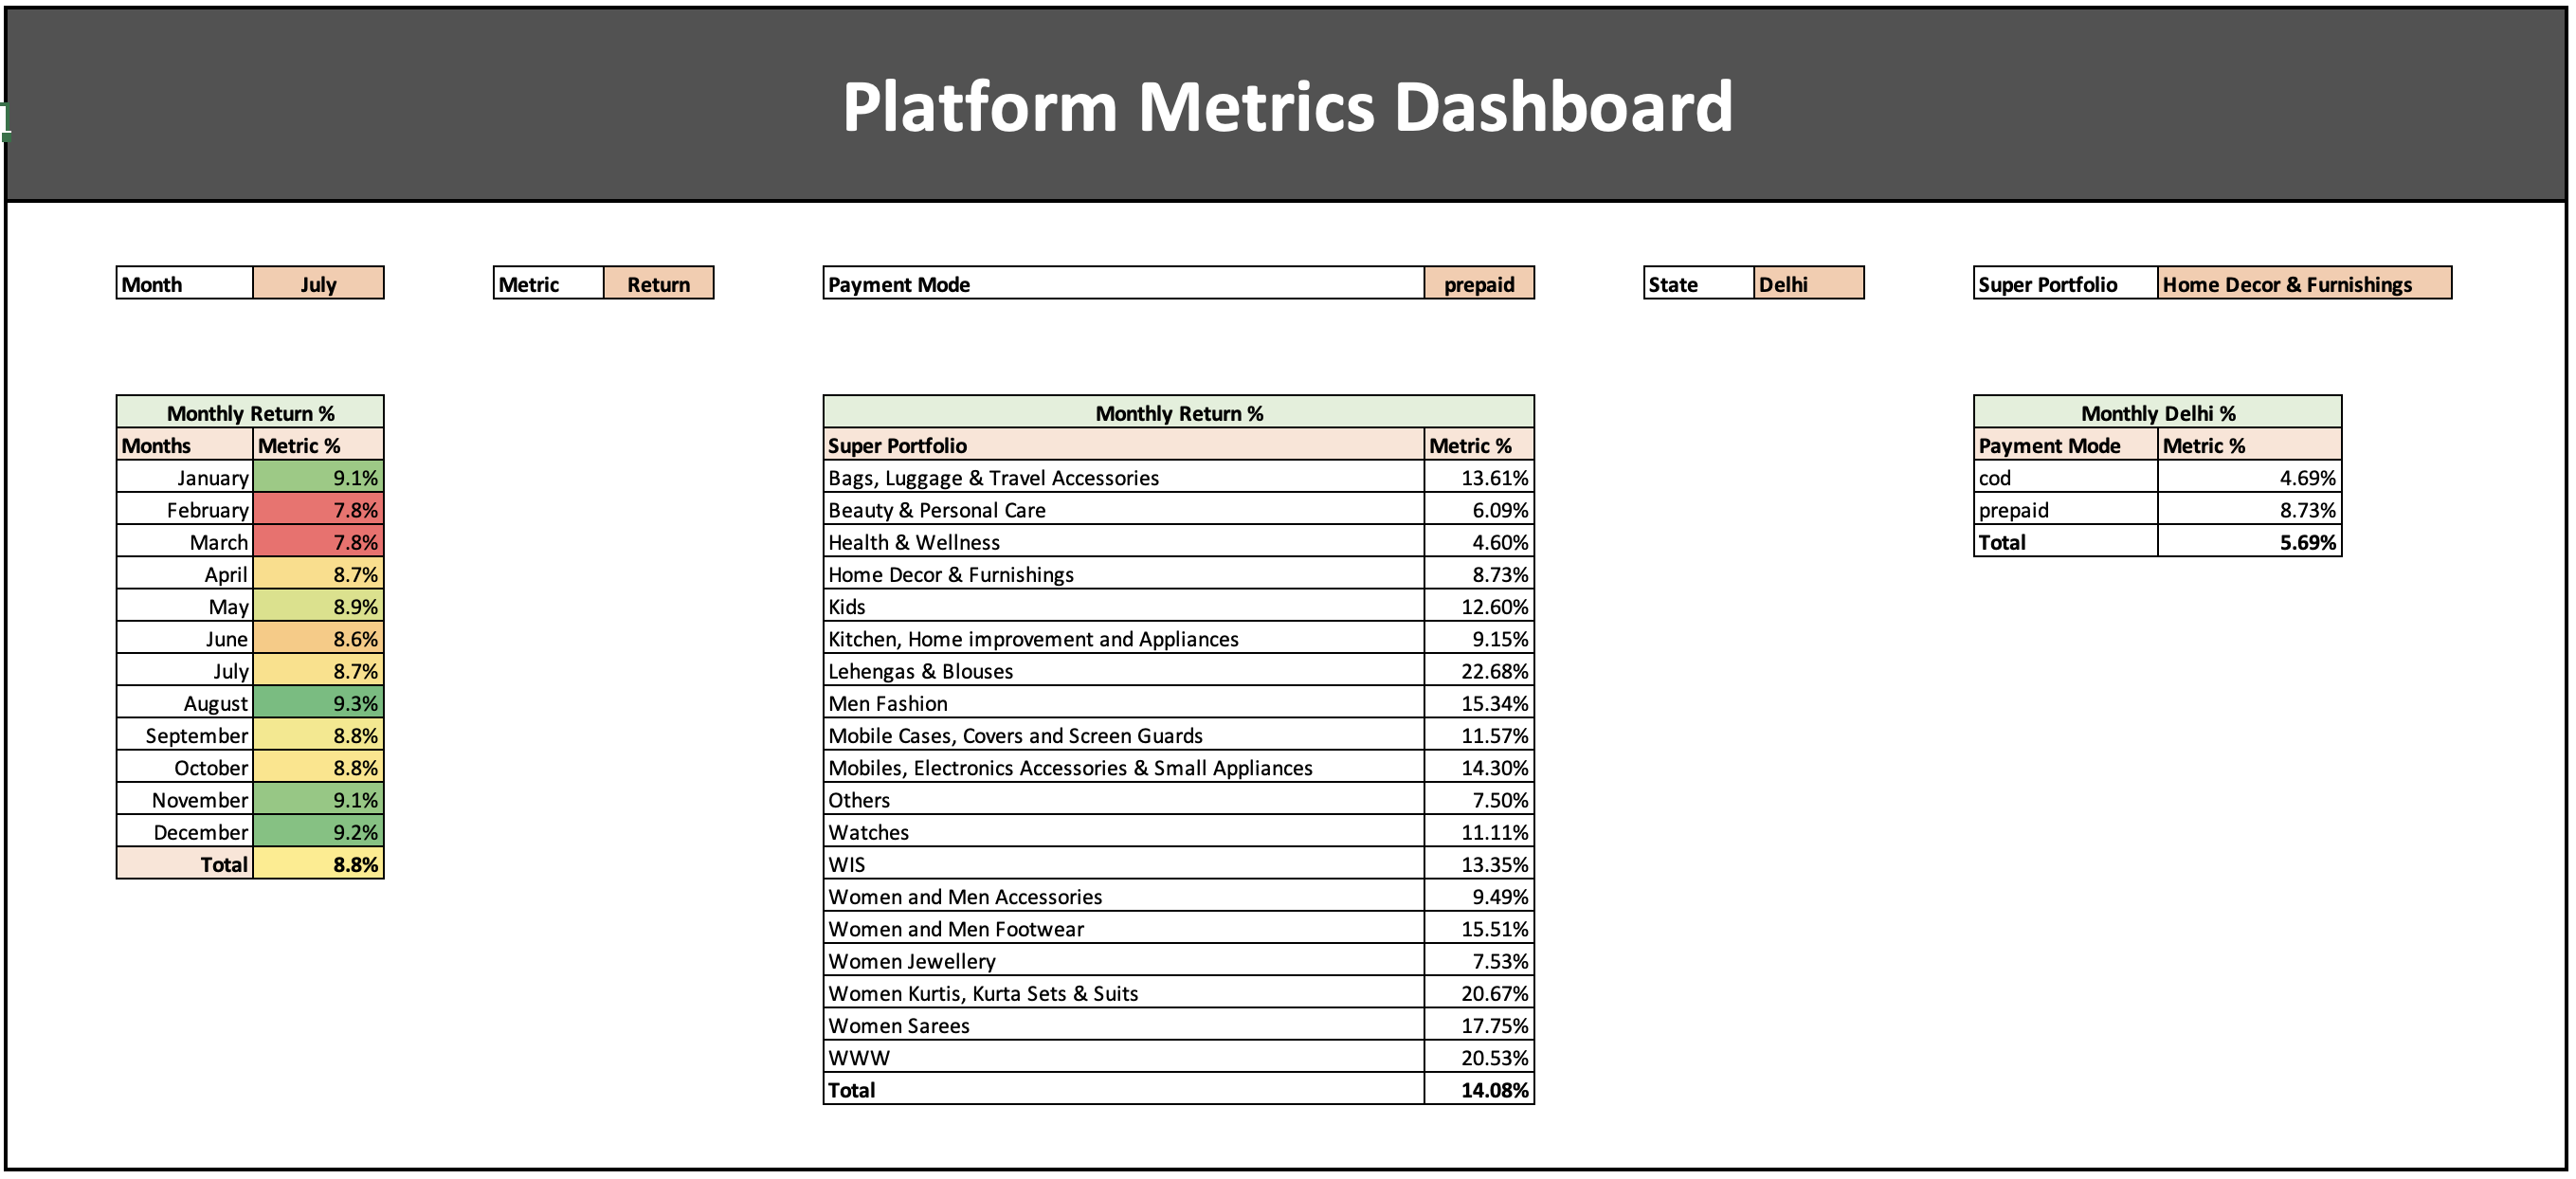 Platform Metrics Dashboard
Month July Metric Return Payment Mode prepaid State Delhi Super Portfolio Home Decor & Furnishings
Monthly Return %
Months Metric %
January 9.1%
February 7.8%
March 7.8%
April 8.7%
May 8.9%
June 8.6%
July 8.7%
August 9.3%
September 8.8%
October 8.8%
November 9.1%
December 9.2%
Total 8.8%
Monthly Return %
Super Portfolio Metric %
Bags, Luggage & Travel Accessories 13.61%
Beauty & Personal Care 6.09%
Health & Wellness 4.60%
Home Decor & Furnishings 8.73%
Kids 12.60%
Kitchen, Home improvement and Appliances 9.15%
Lehengas & Blouses 22.68%
Men Fashion 15.34%
Mobile Cases, Covers and Screen Guards 11.57%
Mobiles, Electronics Accessories & Small Appliances 14.30%
Others 7.50%
Watches 11.11%
WIS 13.35%
Women and Men Accessories 9.49%
Women and Men Footwear 15.51%
Women Jewellery 7.53%
Women Kurtis, Kurta Sets & Suits 20.67%
Women Sarees 17.75%
WWW 20.53%
Total 14.08%
Monthly Delhi %
Payment Mode Metric %
cod 4.69%
prepaid 8.73%
Total 5.69%